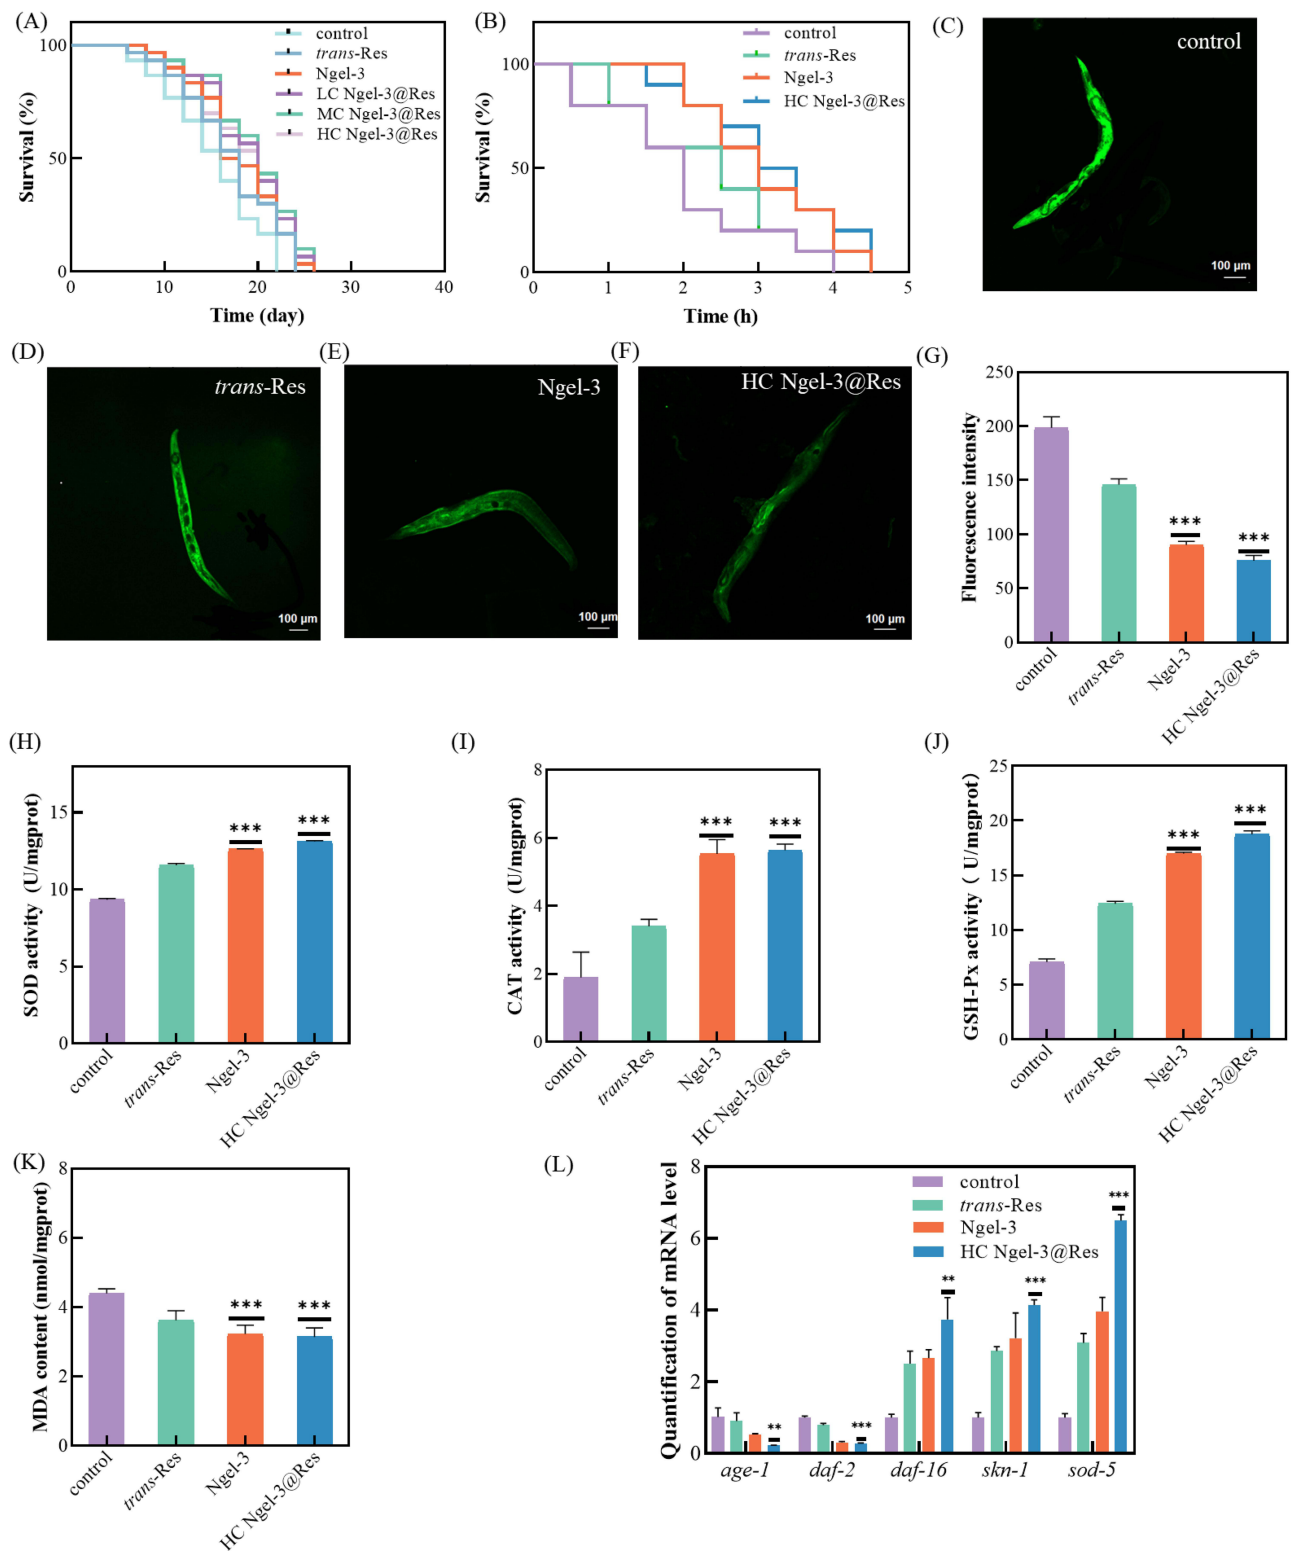 (A)
100
50
0
Survival (%)
control
trans-Res
Ngel-3
LC Ngel-3@Res
MC Ngel-3@Res
HC Ngel-3@Res
0 10 20 30 40
Time (day)
(B)
100
50
0
Survival (%)
control
trans-Res
Ngel-3
HC Ngel-3@Res
0 1 2 3 4 5
Time (h)
(C)
control
100 µm
(D)
trans-Res
100 µm
(E)
Ngel-3
100 µm
(F)
HC Ngel-3@Res
100 µm
(G)
250
200
150
100
50
0
Fluorescence intensity
***
***
control
trans-Res
Ngel-3
HC Ngel-3@Res
(H)
15
10
5
0
SOD activity (U/mgprot)
***
***
control
trans-Res
Ngel-3
HC Ngel-3@Res
(I)
8
6
4
2
0
CAT activity (U/mgprot)
***
***
control
trans-Res
Ngel-3
HC Ngel-3@Res
(J)
25
20
15
10
5
0
GSH-Px activity ( U/mgprot)
***
***
control
trans-Res
Ngel-3
HC Ngel-3@Res
(K)
8
6
4
2
0
MDA content (nmol/mgprot)
***
***
control
trans-Res
Ngel-3
HC Ngel-3@Res
(L)
8
6
4
2
0
Quantification of mRNA level
control
trans-Res
Ngel-3
HC Ngel-3@Res
**
***
**
***
***
age-1 daf-2 daf-16 skn-1 sod-5